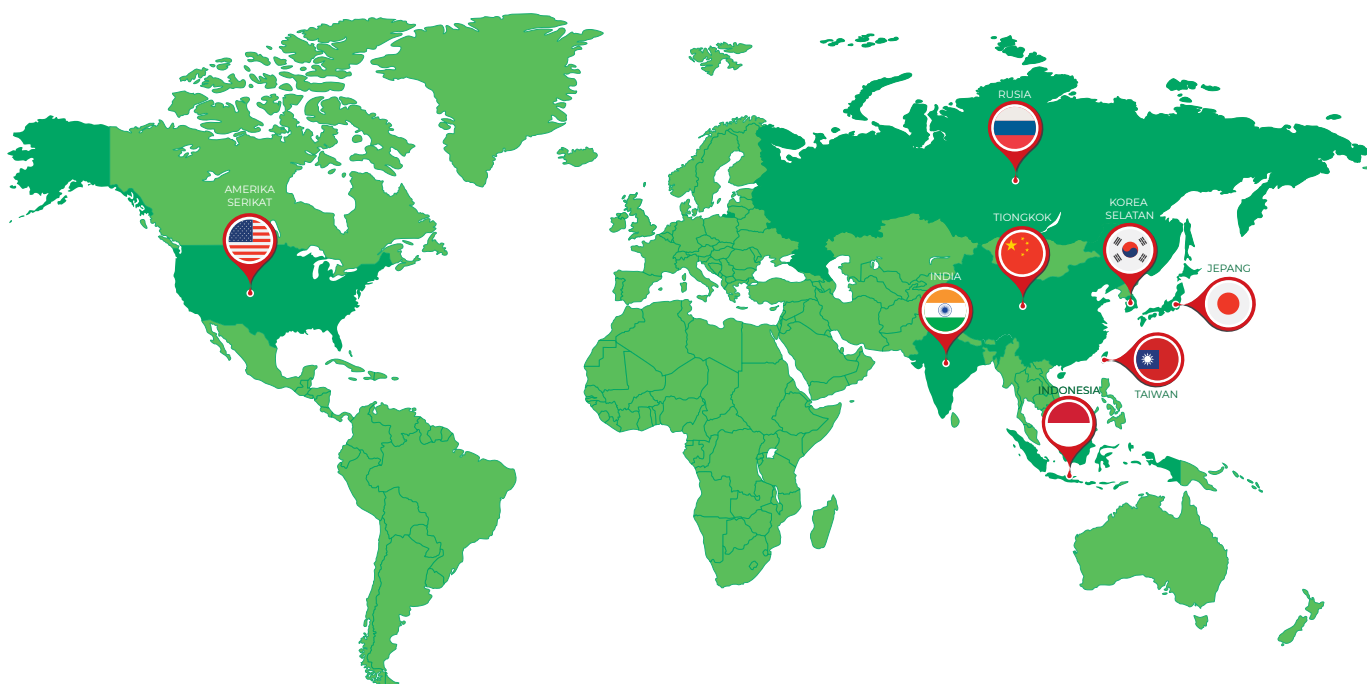 RUSIA
AMERIKA
SERIKAT
TIONGKOK
KOREA
SELATAN
INDIA
JEPANG
INDONESIA
TAIWAN